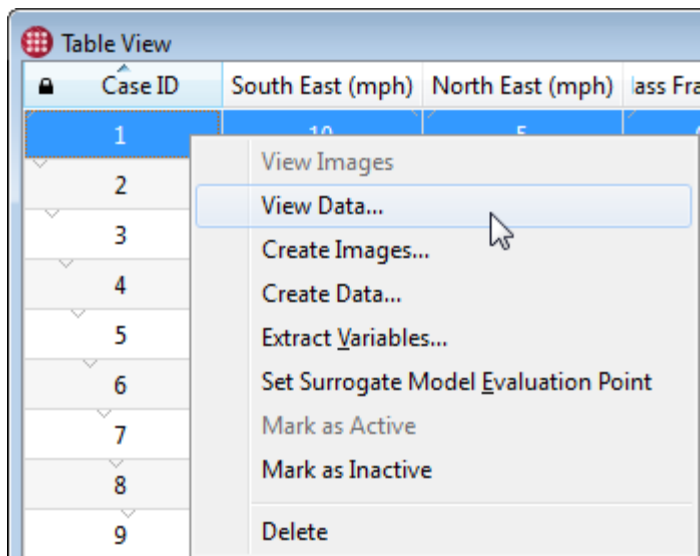 Table View
Case ID South East (mph) North East (mph)
1 10 5
2
3
4
5
6
7
8
9
View Images
View Data...
Create Images...
Create Data...
Extract Variables...
Set Surrogate Model Evaluation Point
Mark as Active
Mark as Inactive
Delete